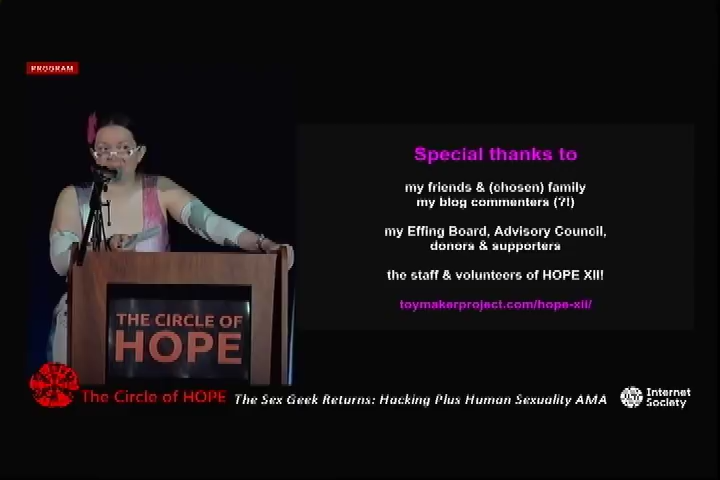 PROGRAM
Special thanks to
my friends & (chosen) family
my blog commenters (?!)
my Effing Board, Advisory Council,
donors & supporters
the staff & volunteers of HOPE XII!
toymakerproject.com/hope-xii/
THE CIRCLE OF
HOPE
The Circle of HOPE
The Sex Geek Returns: Hacking Plus Human Sexuality AMA
Internet
Society